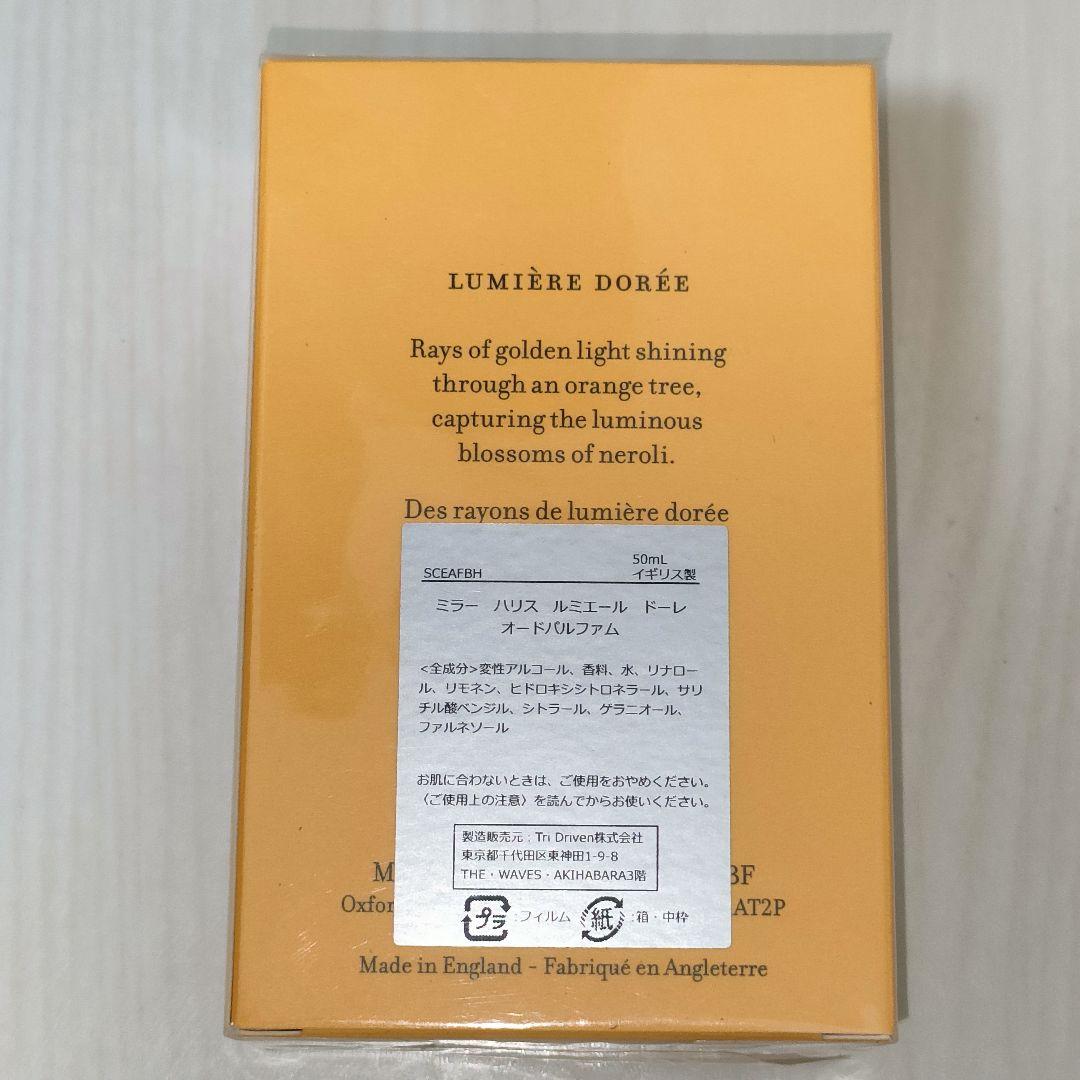 LUMIÈRE DORÉE
Rays of golden light shining
through an orange tree,
capturing the luminous
blossoms of neroli.
Des rayons de lumière dorée
50mL
SCEAFBH イギリス製
ミラー ハリス ルミエール ドーレ
オードパルファム
<全成分>変性アルコール、香料、水、リナロー
ル、リモネン、ヒドロキシシトロネラール、サリ
チル酸ベンジル、シトラール、ゲラニオール、
ファルネソール
お肌に合わないときは、ご使用をおやめください。
〈ご使用上の注意〉を読んでからお使いください。
製造販売元:Tri Driven株式会社
東京都千代田区東神田1-9-8
THE・WAVES・AKIHABARA3階
M 3F
Oxfor AT2P
プラ :フィルム 紙 :箱・中枠
Made in England - Fabriqué en Angleterre